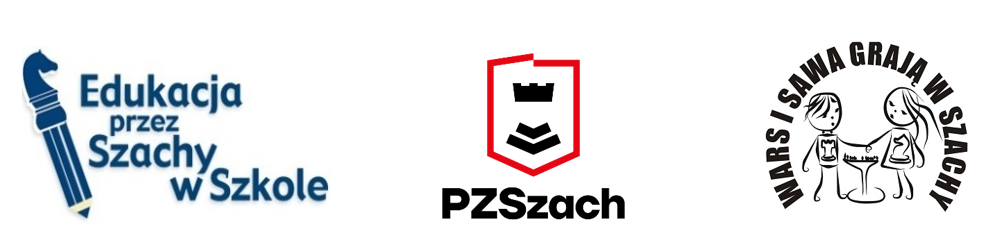 Edukacja
przez
Szachy
w Szkole
PZSzach
WARS I SAWA GRAJĄ W SZACHY